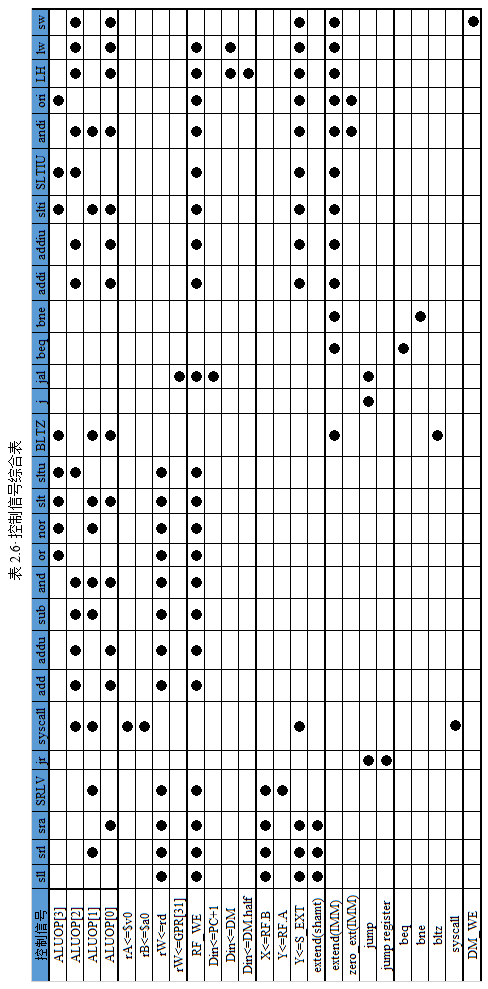 表 2.6· 控制信号综合表
控制信号 sll srl sra SRLV jr syscall add addu sub and or nor slt sltu BLTZ j jal beq bne addi addiu slti SLTIU andi ori LH lw sw
ALUOP[3]
ALUOP[2]
ALUOP[1]
ALUOP[0]
rA<=$v0
rB<=$a0
rW<=rd
rW<=GPR[31]
RF_WE
Din<=PC+1
Din<=DM
Din<=DM.half
X<=RF.B
Y<=RF.A
Y<=S_EXT
extend(shamt)
extend(IMM)
zero_ext(IMM)
jump
jump register
beq
bne
bltz
syscall
DM_WE